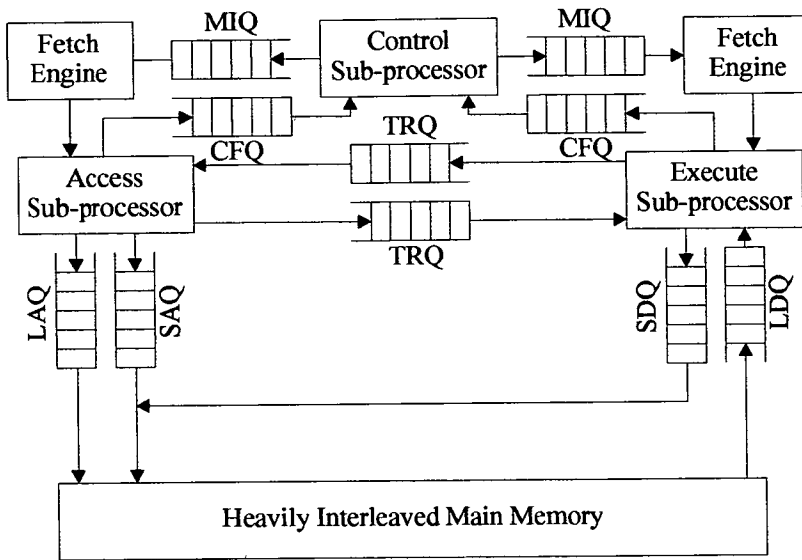 MIQ
MIQ
Fetch
Engine
Control
Sub-processor
Fetch
Engine
CFQ
TRQ
CFQ
Access
Sub-processor
Execute
Sub-processor
TRQ
LAQ
SAQ
SDQ
LDQ
Heavily Interleaved Main Memory